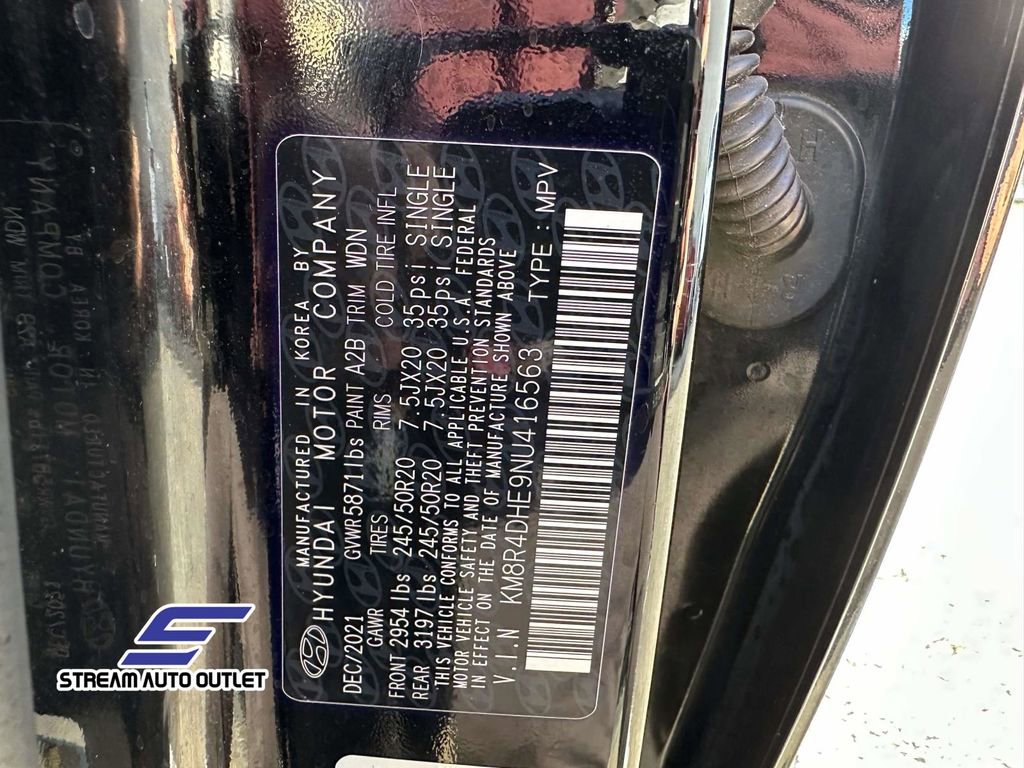 MANUFACTURED IN KOREA BY
HYUNDAI MOTOR COMPANY
DEC/2021 GVWR5871lbs PAINT A2B TRIM WDN
GAWR TIRES RIMS COLD TIRE INFL
FRONT 2954 lbs 245/50R20 7.5JX20 35psi SINGLE
REAR 3197 lbs 245/50R20 7.5JX20 35psi SINGLE
THIS VEHICLE CONFORMS TO ALL APPLICABLE U.S.A. FEDERAL
MOTOR VEHICLE SAFETY AND THEFT PREVENTION STANDARDS
IN EFFECT ON THE DATE OF MANUFACTURE SHOWN ABOVE
V.I.N KM8R4DHE9NU416563 TYPE : MPV
STREAM AUTO OUTLET
H